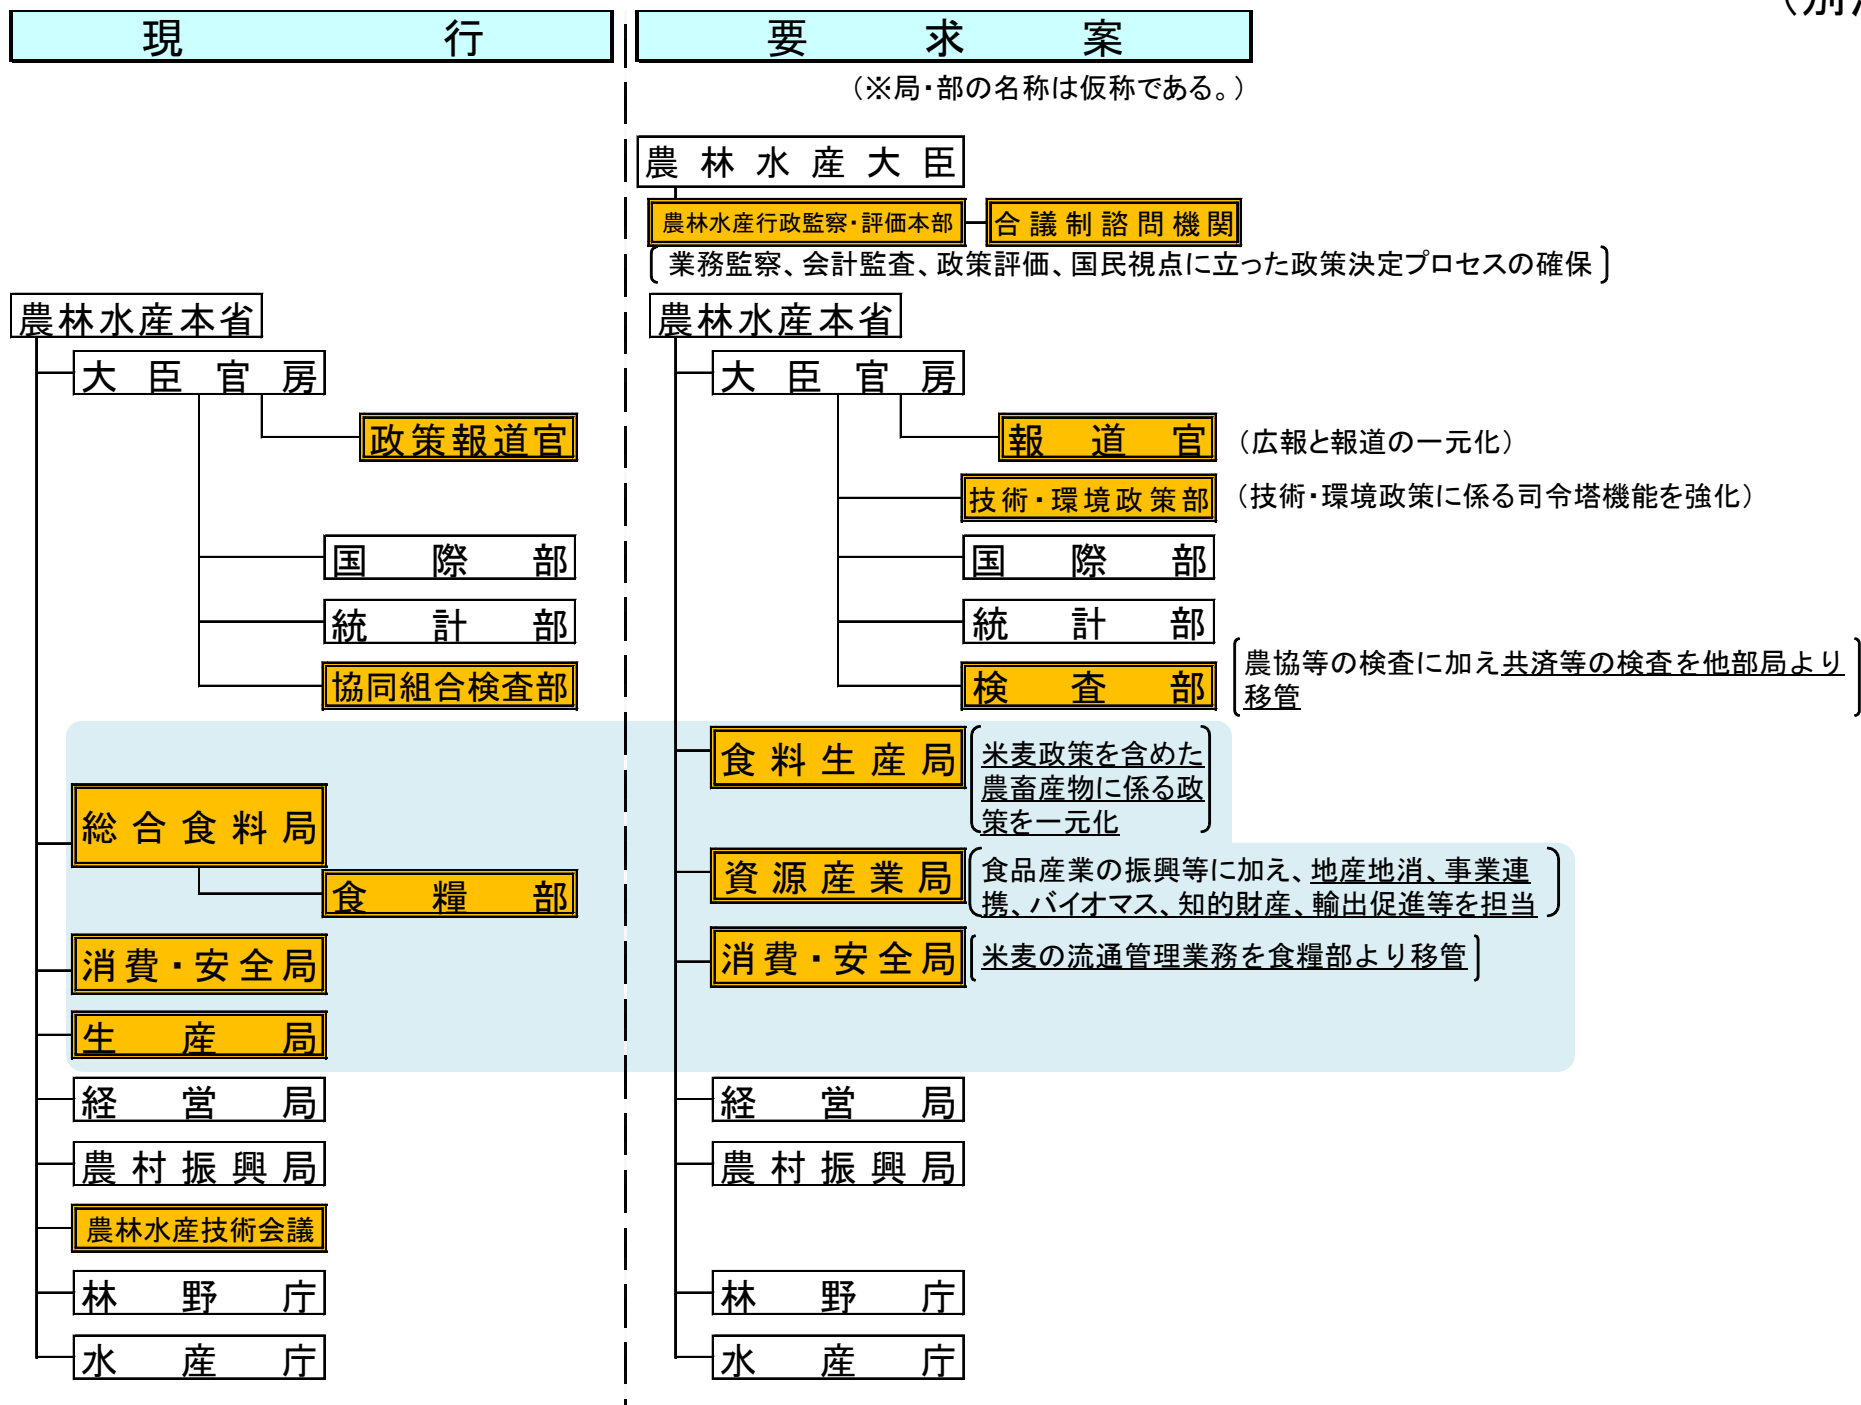 現行
要求案
（※局・部の名称は仮称である。）
農林水産大臣
農林水産行政監察・評価本部
合議制諮問機関
業務監察、会計監査、政策評価、国民視点に立った政策決定プロセスの確保
農林水産本省
大臣官房
政策報道官
国際部
統計部
協同組合検査部
総合食料局
食糧部
消費・安全局
生産局
経営局
農村振興局
農林水産技術会議
林野庁
水産庁
農林水産本省
大臣官房
報道官
（広報と報道の一元化）
技術・環境政策部
（技術・環境政策に係る司令塔機能を強化）
国際部
統計部
検査部
農協等の検査に加え共済等の検査を他部局より
移管
食料生産局
米麦政策を含めた
農畜産物に係る政
策を一元化
資源産業局
食品産業の振興等に加え、地産地消、事業連
携、バイオマス、知的財産、輸出促進等を担当
消費・安全局
米麦の流通管理業務を食糧部より移管
経営局
農村振興局
林野庁
水産庁